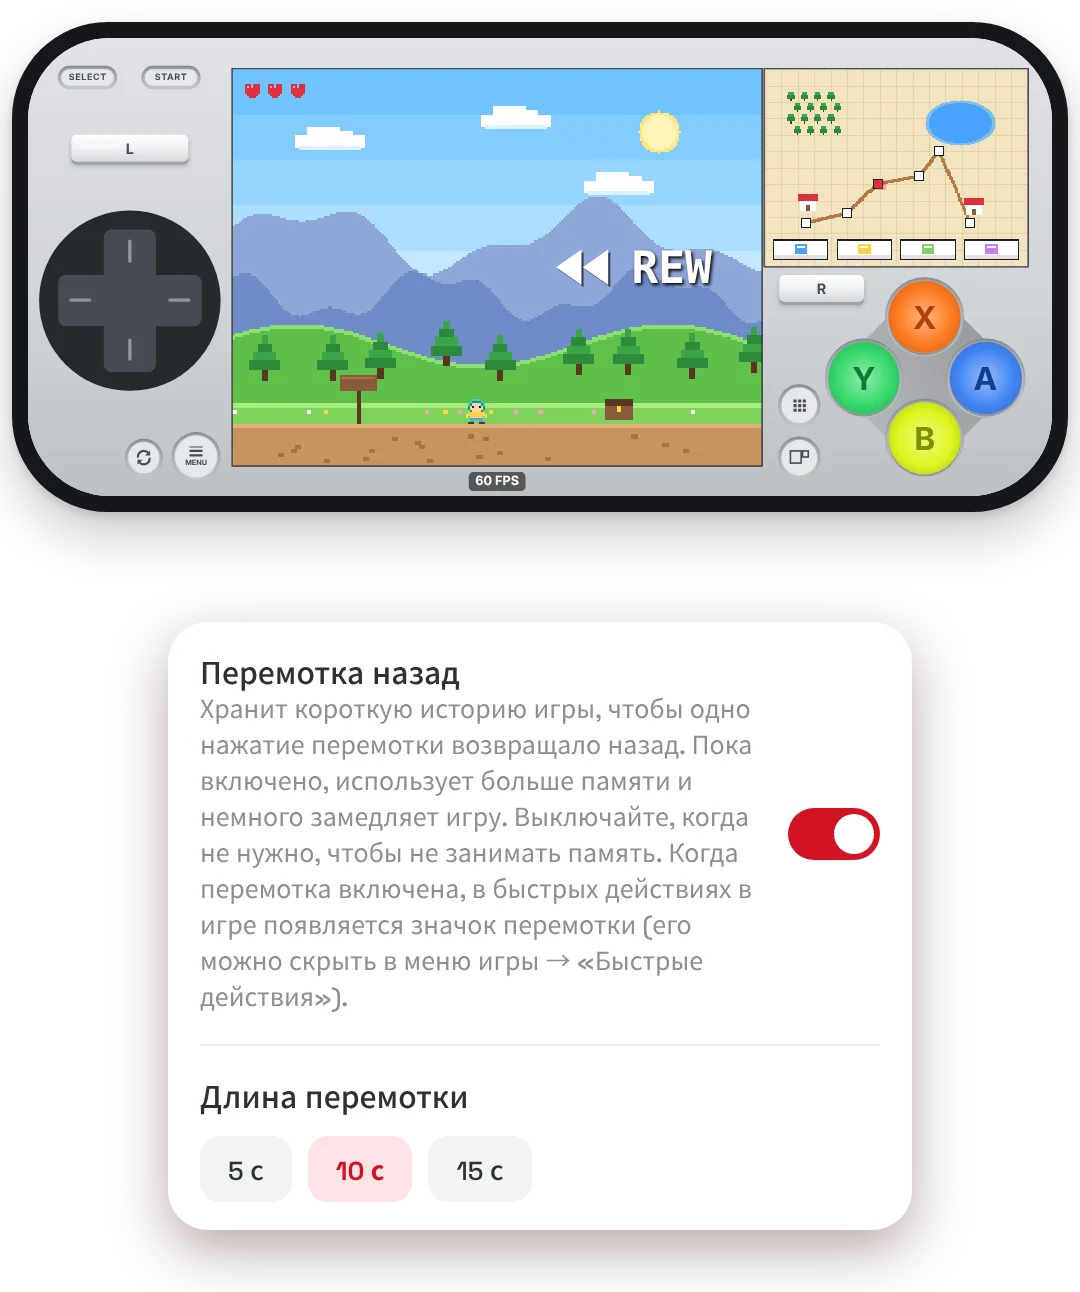 SELECT
START
L
REW
R
X
Y
A
B
MENU
60 FPS
Перемотка назад
Хранит короткую историю игры, чтобы одно
нажатие перемотки возвращало назад. Пока
включено, использует больше памяти и
немного замедляет игру. Выключайте, когда
не нужно, чтобы не занимать память. Когда
перемотка включена, в быстрых действиях в
игре появляется значок перемотки (его
можно скрыть в меню игры → «Быстрые
действия»).
Длина перемотки
5 с
10 с
15 с